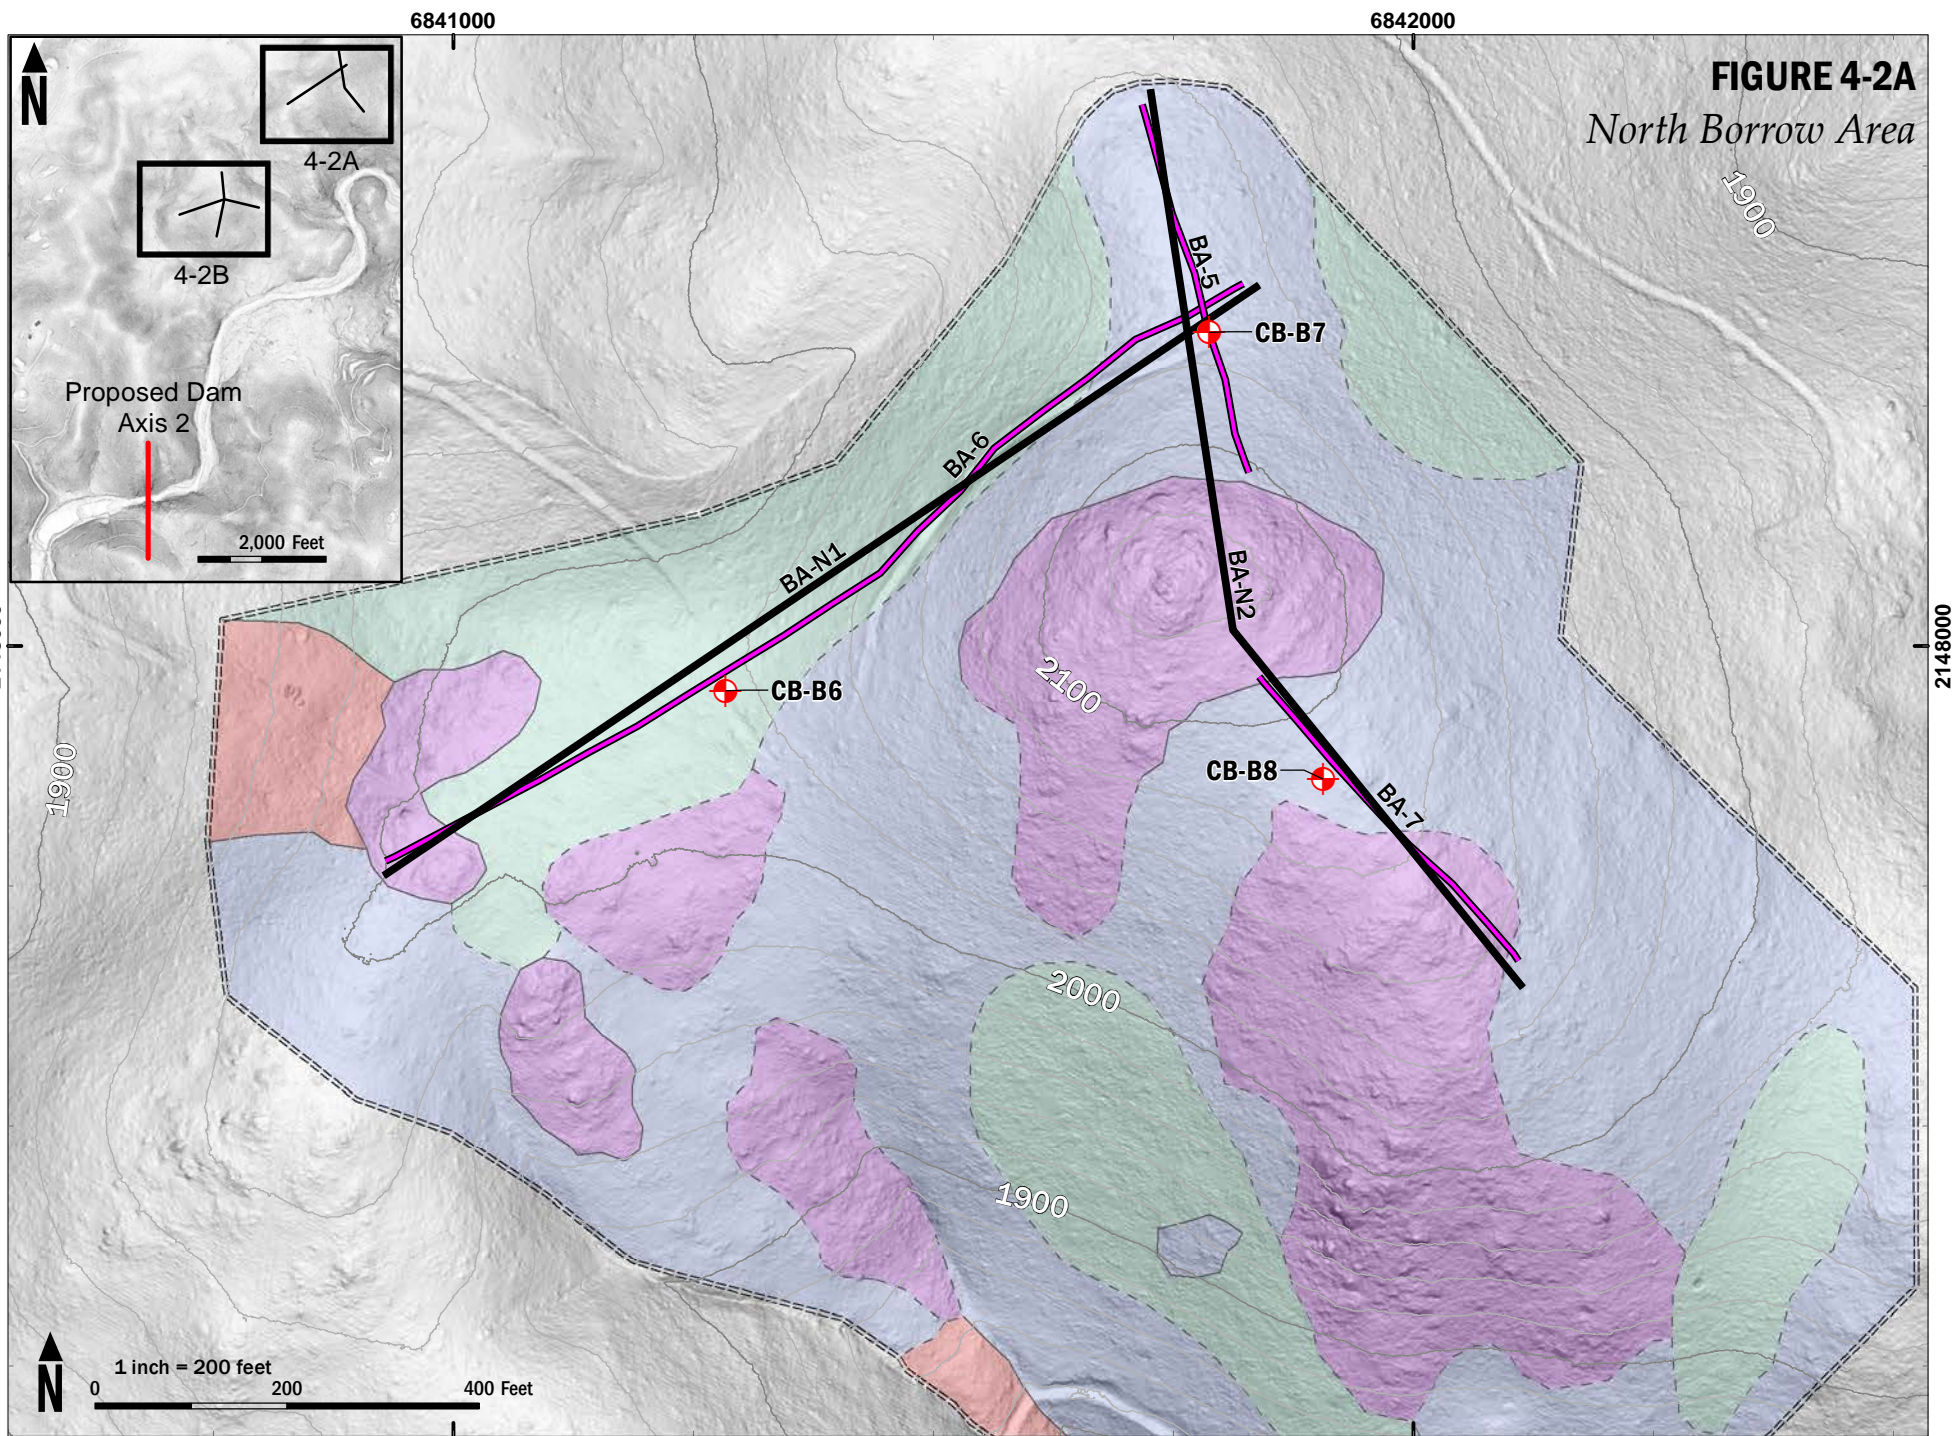 6841000
6842000
FIGURE 4-2A
North Borrow Area
N
4-2A
4-2B
Proposed Dam
Axis 2
2,000 Feet
1900
BA-5
CB-B7
BA-6
BA-N1
BA-N2
2148000
2100
CB-B6
CB-B8
BA-7
1900
2000
1900
N
1 inch = 200 feet
0 200 400 Feet